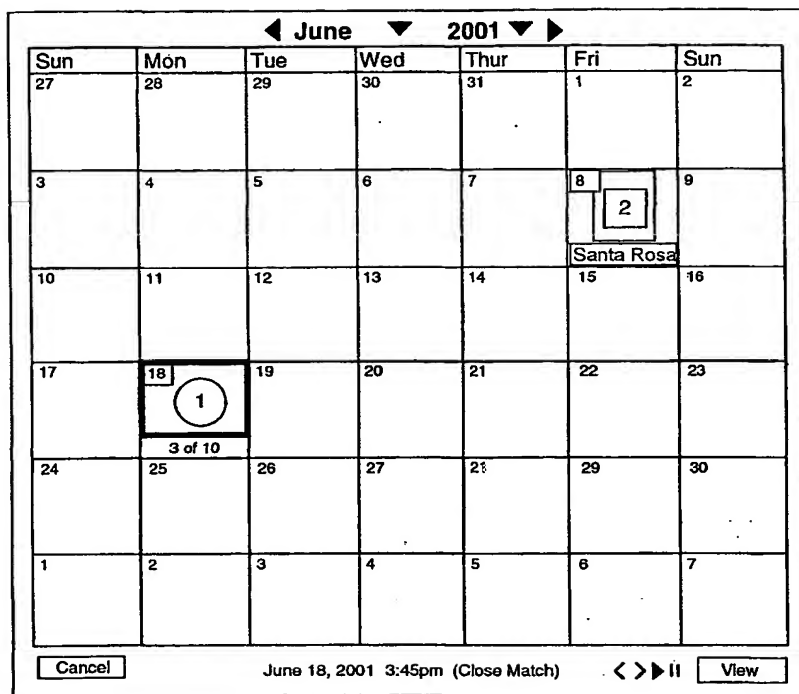 ◀ June ▼ 2001 ▼ ▶
Sun Mon Tue Wed Thur Fri Sun
27 28 29 30 31 1 2
3 4 5 6 7 8 9
2
Santa Rosa
10 11 12 13 14 15 16
17 18 19 20 21 22 23
1
3 of 10
24 25 26 27 28 29 30
1 2 3 4 5 6 7
Cancel June 18, 2001 3:45pm (Close Match) < > ▶ II View